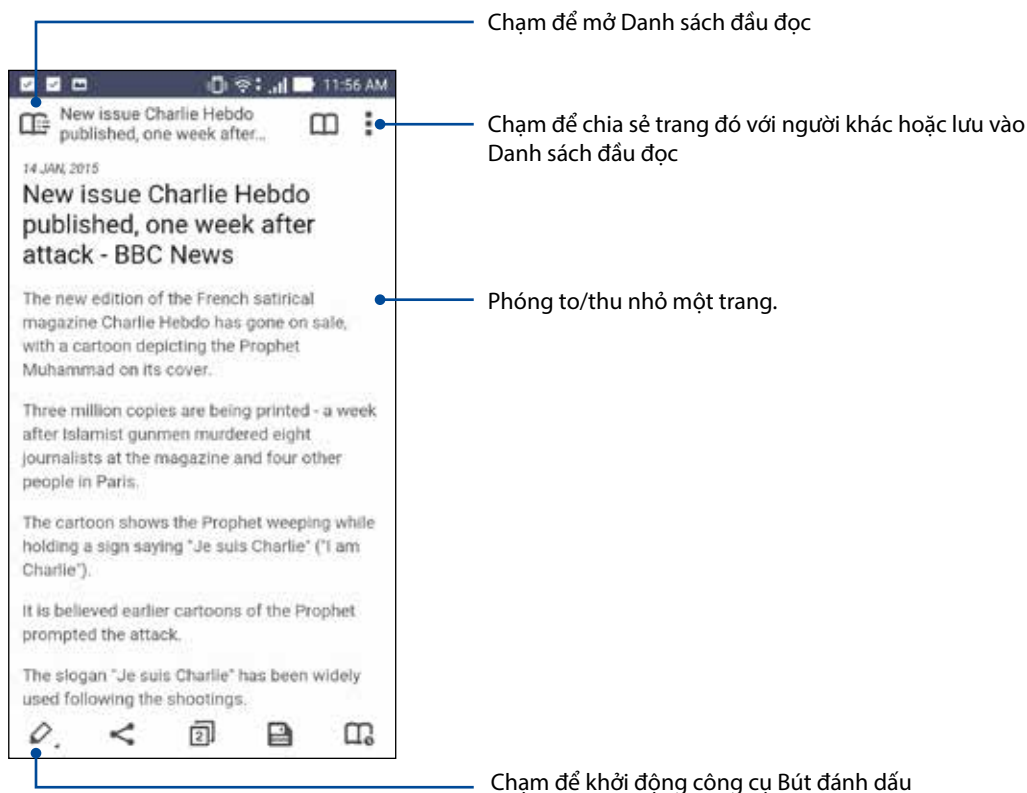 Chạm để mở Danh sách đầu đọc
11:56 AM
New issue Charlie Hebdo
published, one week after...
Chạm để chia sẻ trang đó với người khác hoặc lưu vào
Danh sách đầu đọc
14 JAN, 2015
New issue Charlie Hebdo
published, one week after
attack - BBC News
The new edition of the French satirical
magazine Charlie Hebdo has gone on sale,
with a cartoon depicting the Prophet
Muhammad on its cover.
Phóng to/thu nhỏ một trang.
Three million copies are being printed - a week
after Islamist gunmen murdered eight
journalists at the magazine and four other
people in Paris.
The cartoon shows the Prophet weeping while
holding a sign saying "Je suis Charlie" ("I am
Charlie").
It is believed earlier cartoons of the Prophet
prompted the attack.
The slogan "Je suis Charlie" has been widely
used following the shootings.
2
Chạm để khởi động công cụ Bút đánh dấu